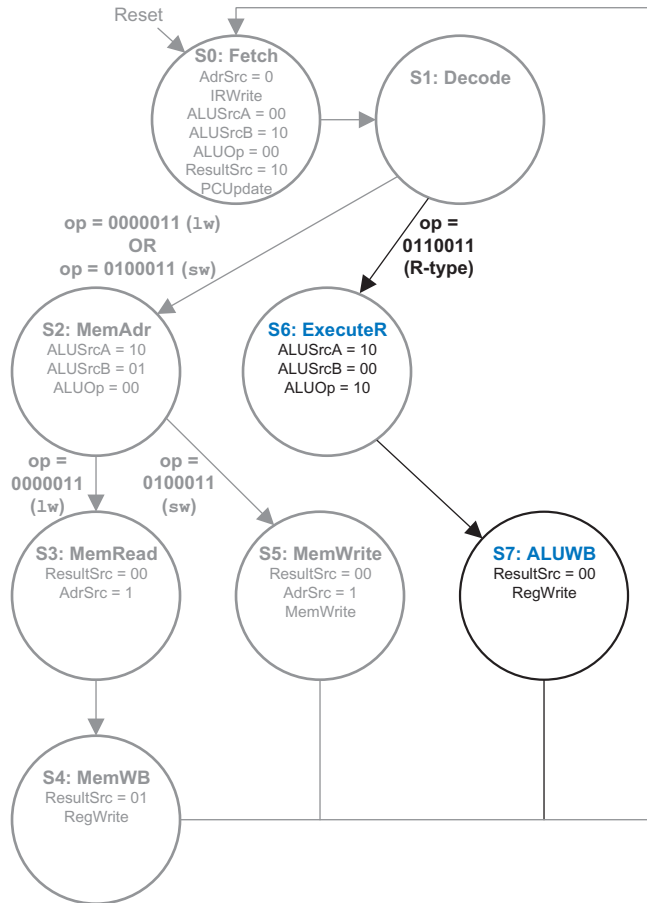 Reset
S0: Fetch
AdrSrc = 0
IRWrite
ALUSrcA = 00
ALUSrcB = 10
ALUOp = 00
ResultSrc = 10
PCUpdate
S1: Decode
op = 0000011 (lw)
OR
op = 0100011 (sw)
op =
0110011
(R-type)
S2: MemAdr
ALUSrcA = 10
ALUSrcB = 01
ALUOp = 00
S6: ExecuteR
ALUSrcA = 10
ALUSrcB = 00
ALUOp = 10
op =
0000011
(lw)
op =
0100011
(sw)
S3: MemRead
ResultSrc = 00
AdrSrc = 1
S5: MemWrite
ResultSrc = 00
AdrSrc = 1
MemWrite
S7: ALUWB
ResultSrc = 00
RegWrite
S4: MemWB
ResultSrc = 01
RegWrite